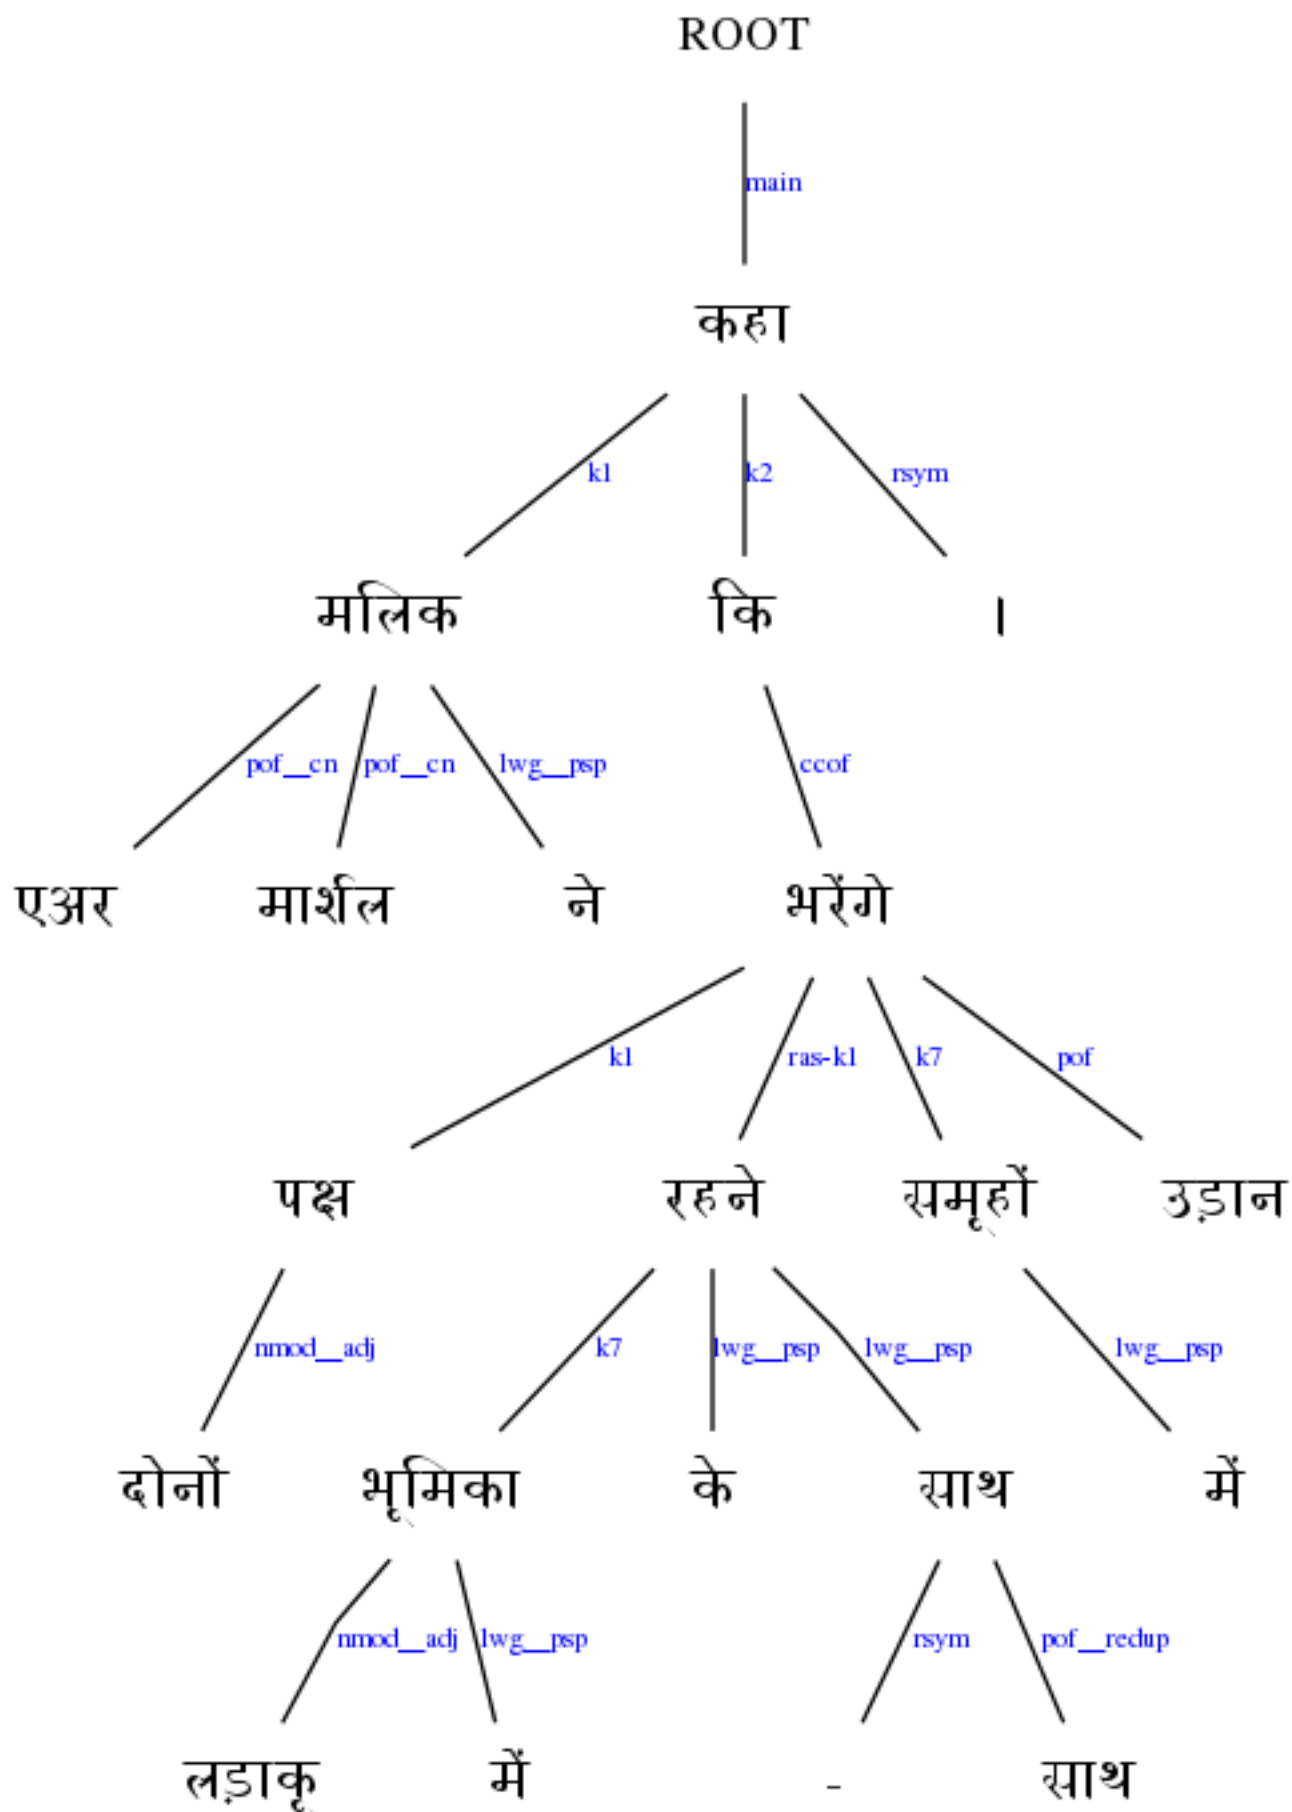 ROOT
main
कहा
k1 k2 rsym
मलिक कि ।
pof__cn pof__cn lwg__psp ccof
एअर मार्शल ने भरेंगे
k1 ras-k1 k7 pof
पक्ष रहने समूहों उड़ान
nmod__adj k7 lwg__psp lwg__psp lwg__psp
दोनों भूमिका के साथ में
nmod__adj lwg__psp rsym pof__redup
लड़ाकू में - साथ